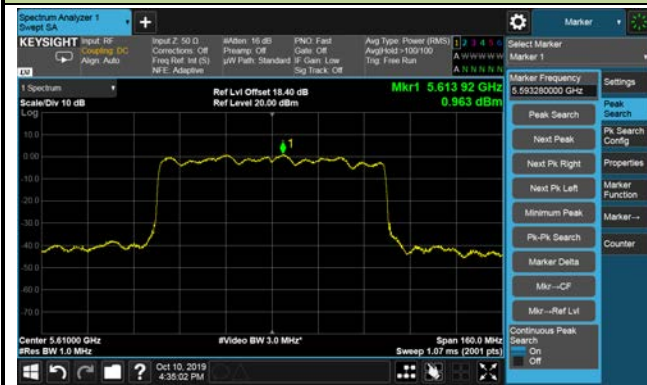 Spectrum Analyzer 1
Swept SA
Marker
KEYSIGHT Input: RF
Coupling: DC
Align: Auto
Input Z: 50 Ω
Corrections: Off
Freq Ref: Int (S)
NFE: Adaptive
#Atten: 16 dB
Preamp: Off
µW Path: Standard
PNO: Fast
Gate: Off
IF Gain: Low
Sig Track: Off
Avg Type: Power (RMS)
Avg|Hold:>100/100
Trig: Free Run
1 2 3 4 5 6
A W W W W W
A N N N N N
Select Marker
Marker 1
LXI
1 Spectrum
Scale/Div 10 dB
Log
Ref Lvl Offset 18.40 dB
Ref Level 20.00 dBm
Mkr1 5.613 92 GHz
0.963 dBm
Marker Frequency
5.593280000 GHz
Peak Search
Next Peak
Next Pk Right
Next Pk Left
Minimum Peak
Pk-Pk Search
Marker Delta
Mkr→CF
Mkr→Ref Lvl
Continuous Peak
Search
On
Off
Settings
Peak
Search
Pk Search
Config
Properties
Marker
Function
Marker→
Counter
10.0
0.00
-10.0
-20.0
-30.0
-40.0
-50.0
-60.0
-70.0
1
Center 5.61000 GHz
#Res BW 1.0 MHz
#Video BW 3.0 MHz*
Span 160.0 MHz
Sweep 1.07 ms (2001 pts)
?
Oct 10, 2019
4:35:02 PM